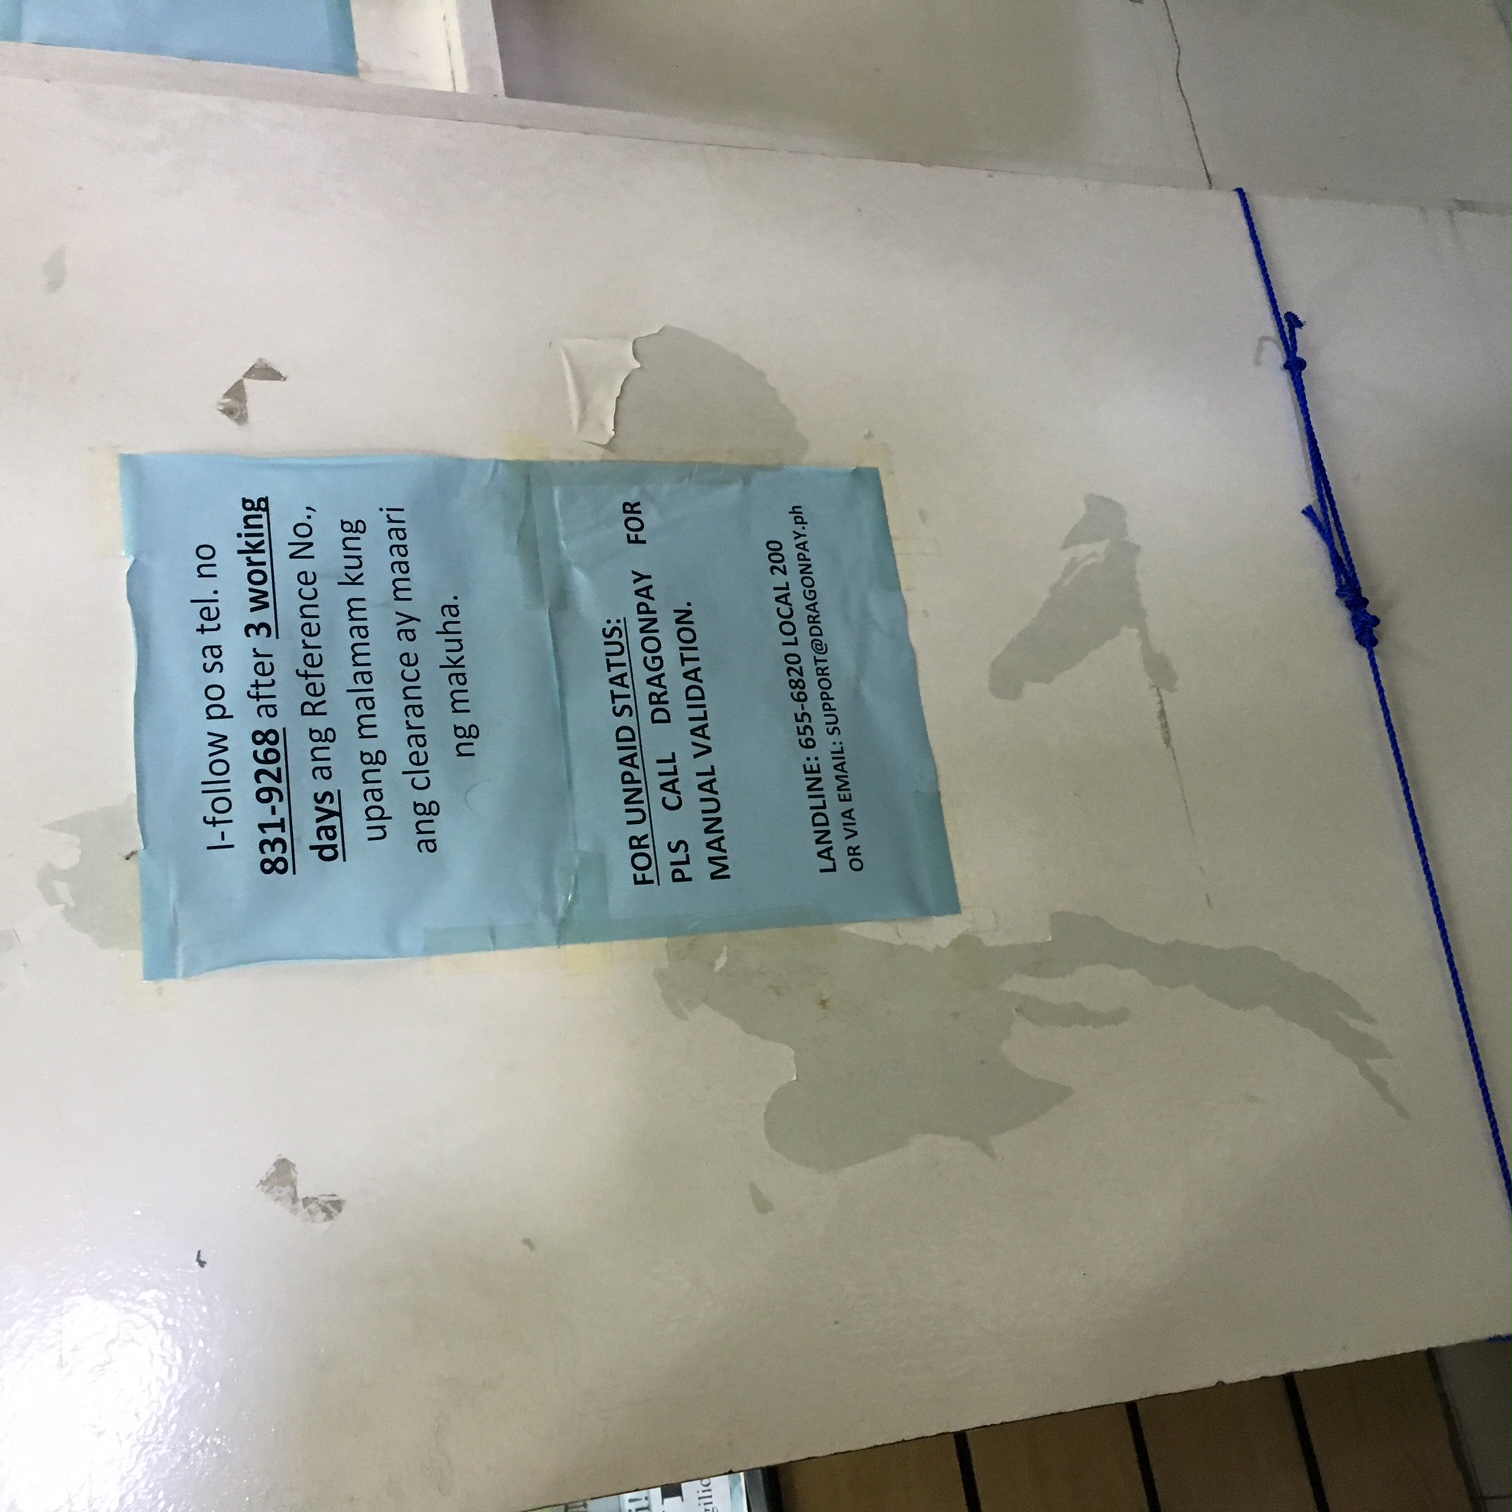 I-follow po sa tel. no
831-9268 after 3 working
days ang Reference No.,
upang malamam kung
ang clearance ay maaari
ng makuha.
FOR UNPAID STATUS:
PLS CALL DRAGONPAY FOR
MANUAL VALIDATION.
LANDLINE: 655-6820 LOCAL 200
OR VIA EMAIL: SUPPORT@DRAGONPAY.ph